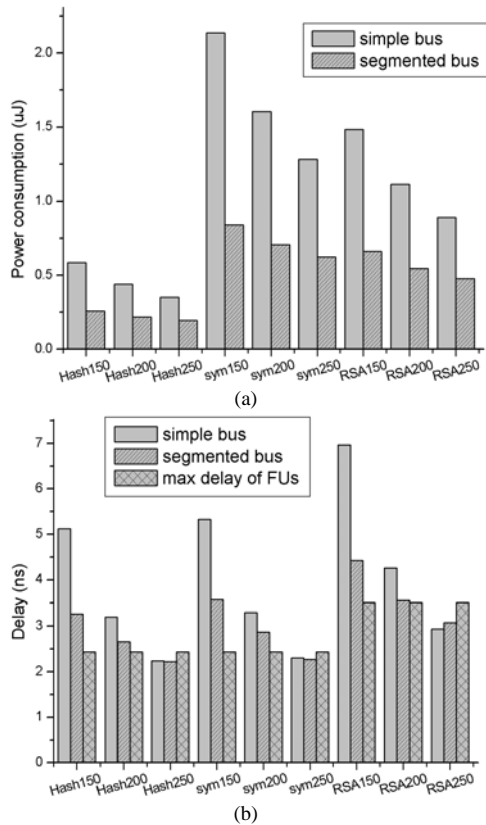 simple bus
segmented bus
Power consumption (uJ)
2.0
1.5
1.0
0.5
0.0
Hash150 Hash200 Hash250 sym150 sym200 sym250 RSA150 RSA200 RSA250
(a)
simple bus
segmented bus
max delay of FUs
Delay (ns)
7
6
5
4
3
2
1
0
Hash150 Hash200 Hash250 sym150 sym200 sym250 RSA150 RSA200 RSA250
(b)